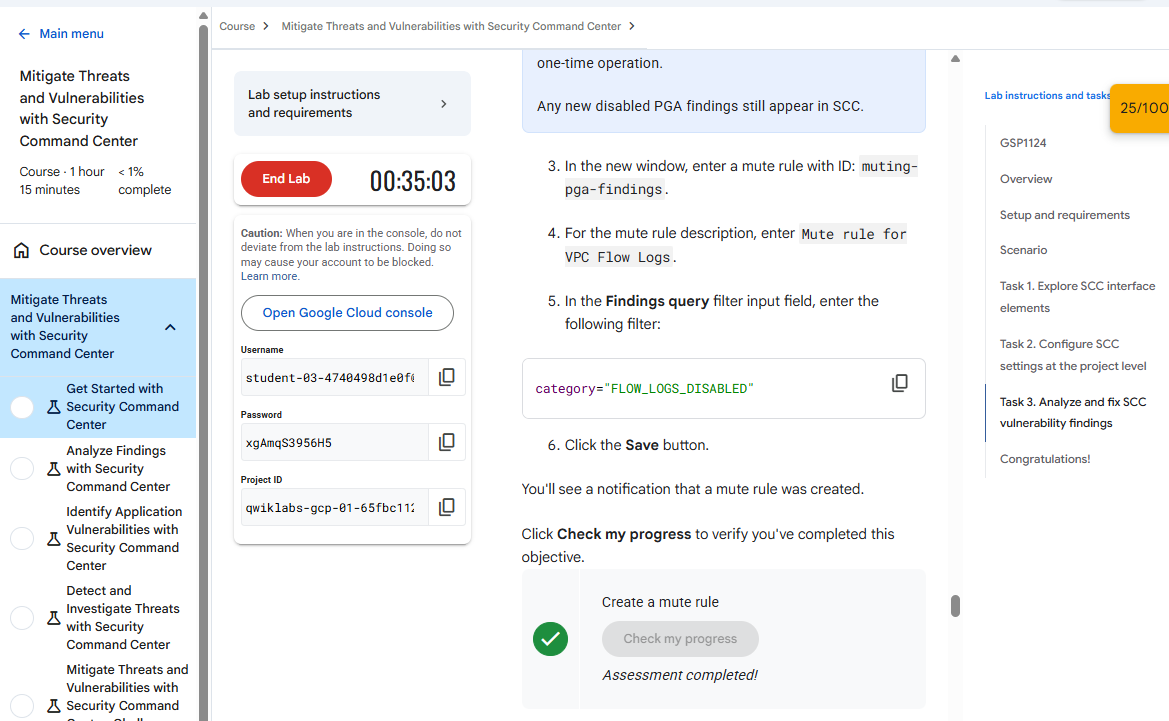 Course
Mitigate Threats and Vulnerabilities with Security Command Center
Main menu
Mitigate Threats
and Vulnerabilities
with Security
Command Center
Course · 1 hour
15 minutes
< 1%
complete
Course overview
Mitigate Threats
and Vulnerabilities
with Security
Command Center
Get Started with
Security Command
Center
Analyze Findings
with Security
Command Center
Identify Application
Vulnerabilities with
Security Command
Center
Detect and
Investigate Threats
with Security
Command Center
Mitigate Threats and
Vulnerabilities with
Security Command
Lab setup instructions
and requirements
End Lab
00:35:03
Caution: When you are in the console, do not
deviate from the lab instructions. Doing so
may cause your account to be blocked.
Learn more.
Open Google Cloud console
Username
student-03-4740498d1e0f
Password
xgAmqS3956H5
Project ID
qwiklabs-gcp-01-65fbc112
one-time operation.
Any new disabled PGA findings still appear in SCC.
3. In the new window, enter a mute rule with ID: muting-
pga-findings.
4. For the mute rule description, enter Mute rule for
VPC Flow Logs.
5. In the Findings query filter input field, enter the
following filter:
category="FLOW_LOGS_DISABLED"
6. Click the Save button.
You'll see a notification that a mute rule was created.
Click Check my progress to verify you've completed this
objective.
Create a mute rule
Check my progress
Assessment completed!
Lab instructions and tasks
25/100
GSP1124
Overview
Setup and requirements
Scenario
Task 1. Explore SCC interface
elements
Task 2. Configure SCC
settings at the project level
Task 3. Analyze and fix SCC
vulnerability findings
Congratulations!